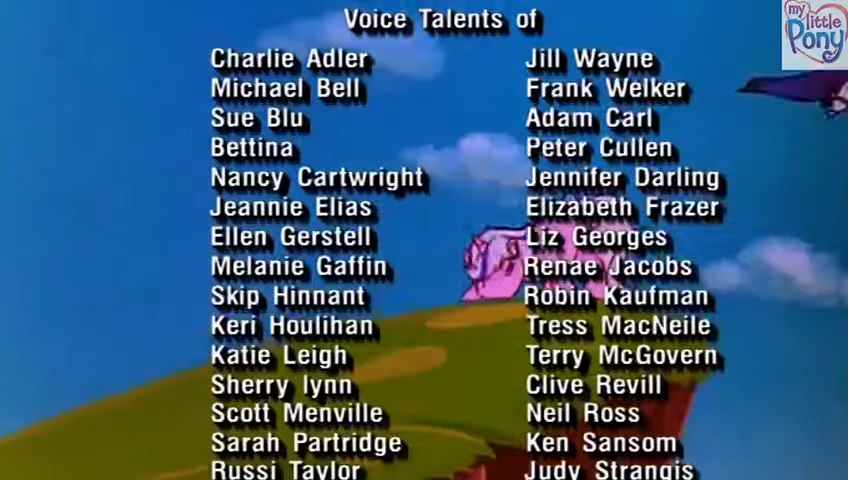 Voice Talents of
my little Pony
Charlie Adler
Michael Bell
Sue Blu
Bettina
Nancy Cartwright
Jeannie Elias
Ellen Gerstell
Melanie Gaffin
Skip Hinnant
Keri Houlihan
Katie Leigh
Sherry lynn
Scott Menville
Sarah Partridge
Russi Taylor
Jill Wayne
Frank Welker
Adam Carl
Peter Cullen
Jennifer Darling
Elizabeth Frazer
Liz Georges
Renae Jacobs
Robin Kaufman
Tress MacNeile
Terry McGovern
Clive Revill
Neil Ross
Ken Sansom
Judy Strangis